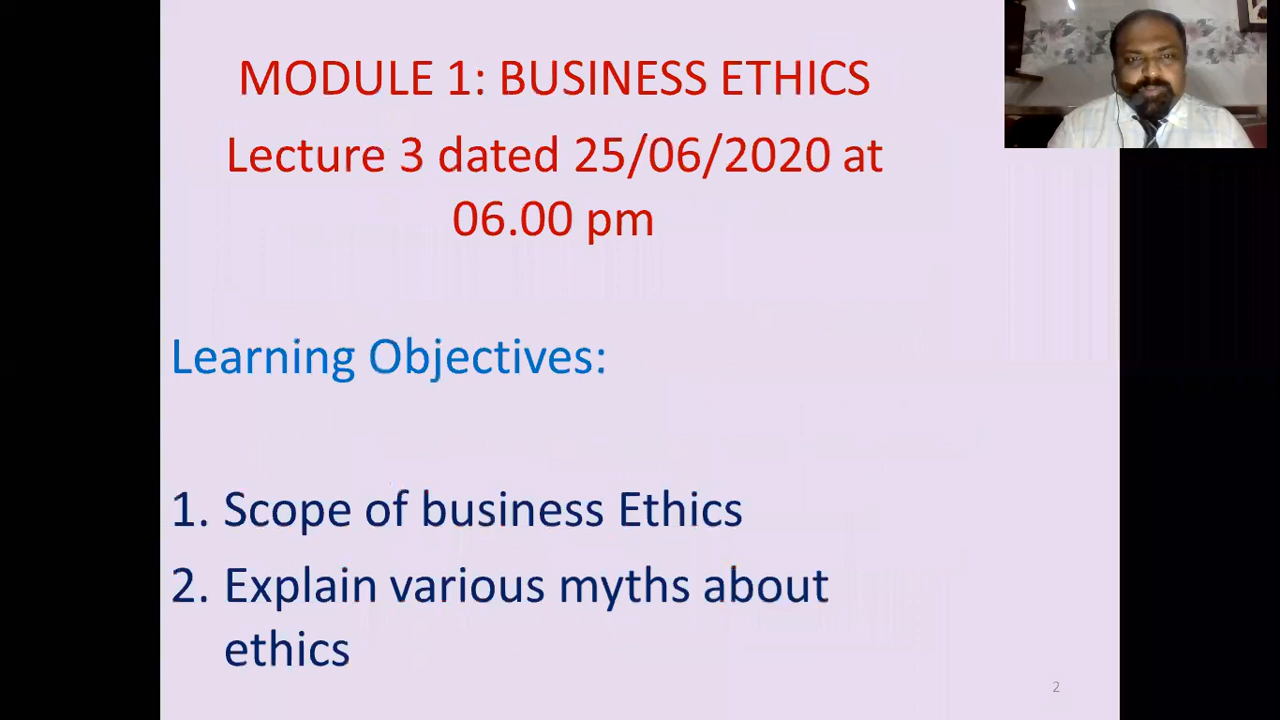 MODULE 1: BUSINESS ETHICS
Lecture 3 dated 25/06/2020 at
06.00 pm
Learning Objectives:
1. Scope of business Ethics
2. Explain various myths about
ethics
2